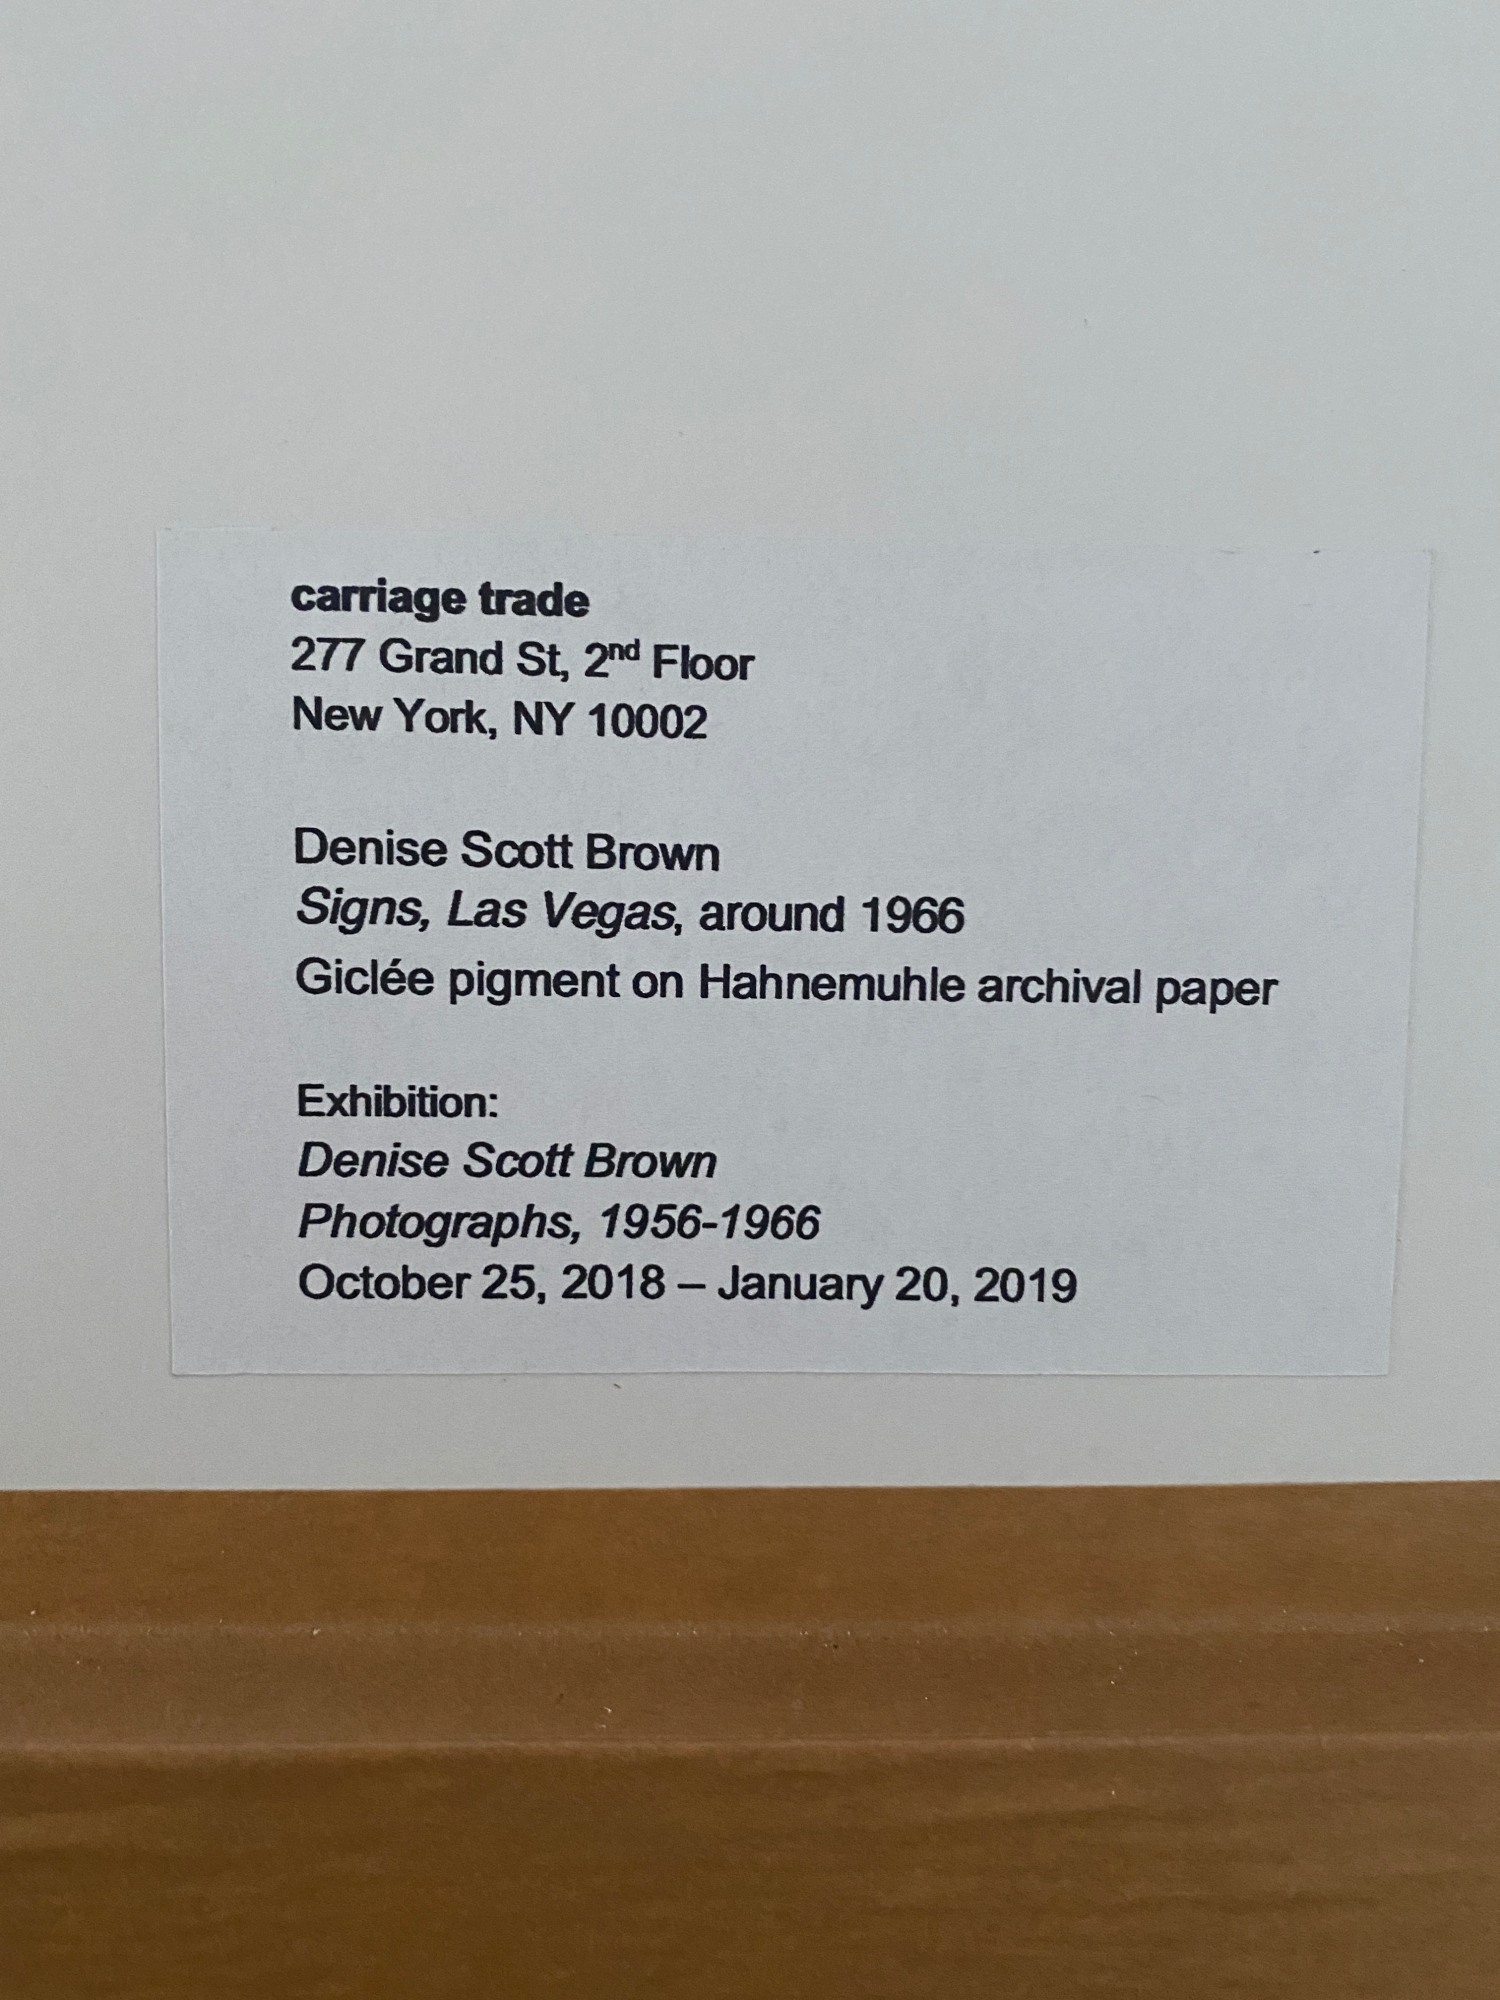 carriage trade
277 Grand St, 2nd Floor
New York, NY 10002
Denise Scott Brown
Signs, Las Vegas, around 1966
Giclée pigment on Hahnemuhle archival paper
Exhibition:
Denise Scott Brown
Photographs, 1956-1966
October 25, 2018 – January 20, 2019